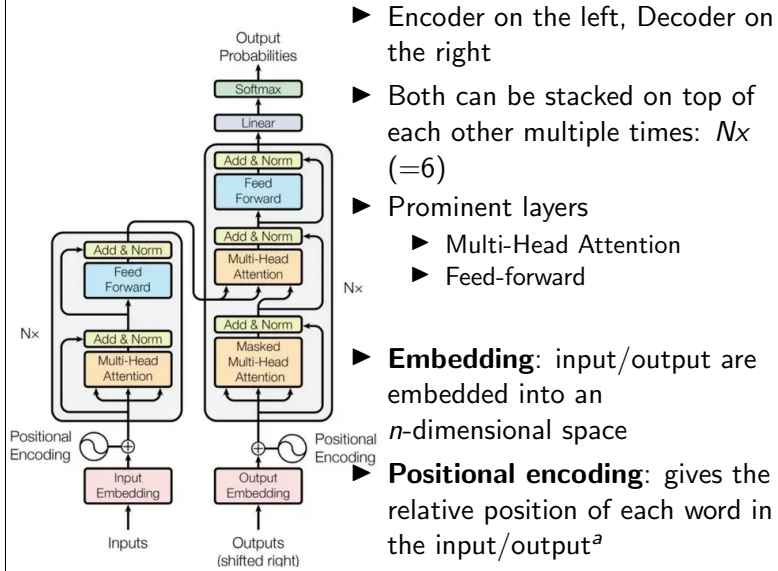 Output
Probabilities
Softmax
Linear
Add & Norm
Feed
Forward
Add & Norm
Multi-Head
Attention
Add & Norm
Masked
Multi-Head
Attention
Nx
Add & Norm
Feed
Forward
Add & Norm
Multi-Head
Attention
Nx
Positional
Encoding
Positional
Encoding
Input
Embedding
Output
Embedding
Inputs
Outputs
(shifted right)
▶ Encoder on the left, Decoder on
the right
▶ Both can be stacked on top of
each other multiple times: Nx
(=6)
▶ Prominent layers
▶ Multi-Head Attention
▶ Feed-forward
▶ Embedding: input/output are
embedded into an
n-dimensional space
▶ Positional encoding: gives the
relative position of each word in
the input/outputᵃ